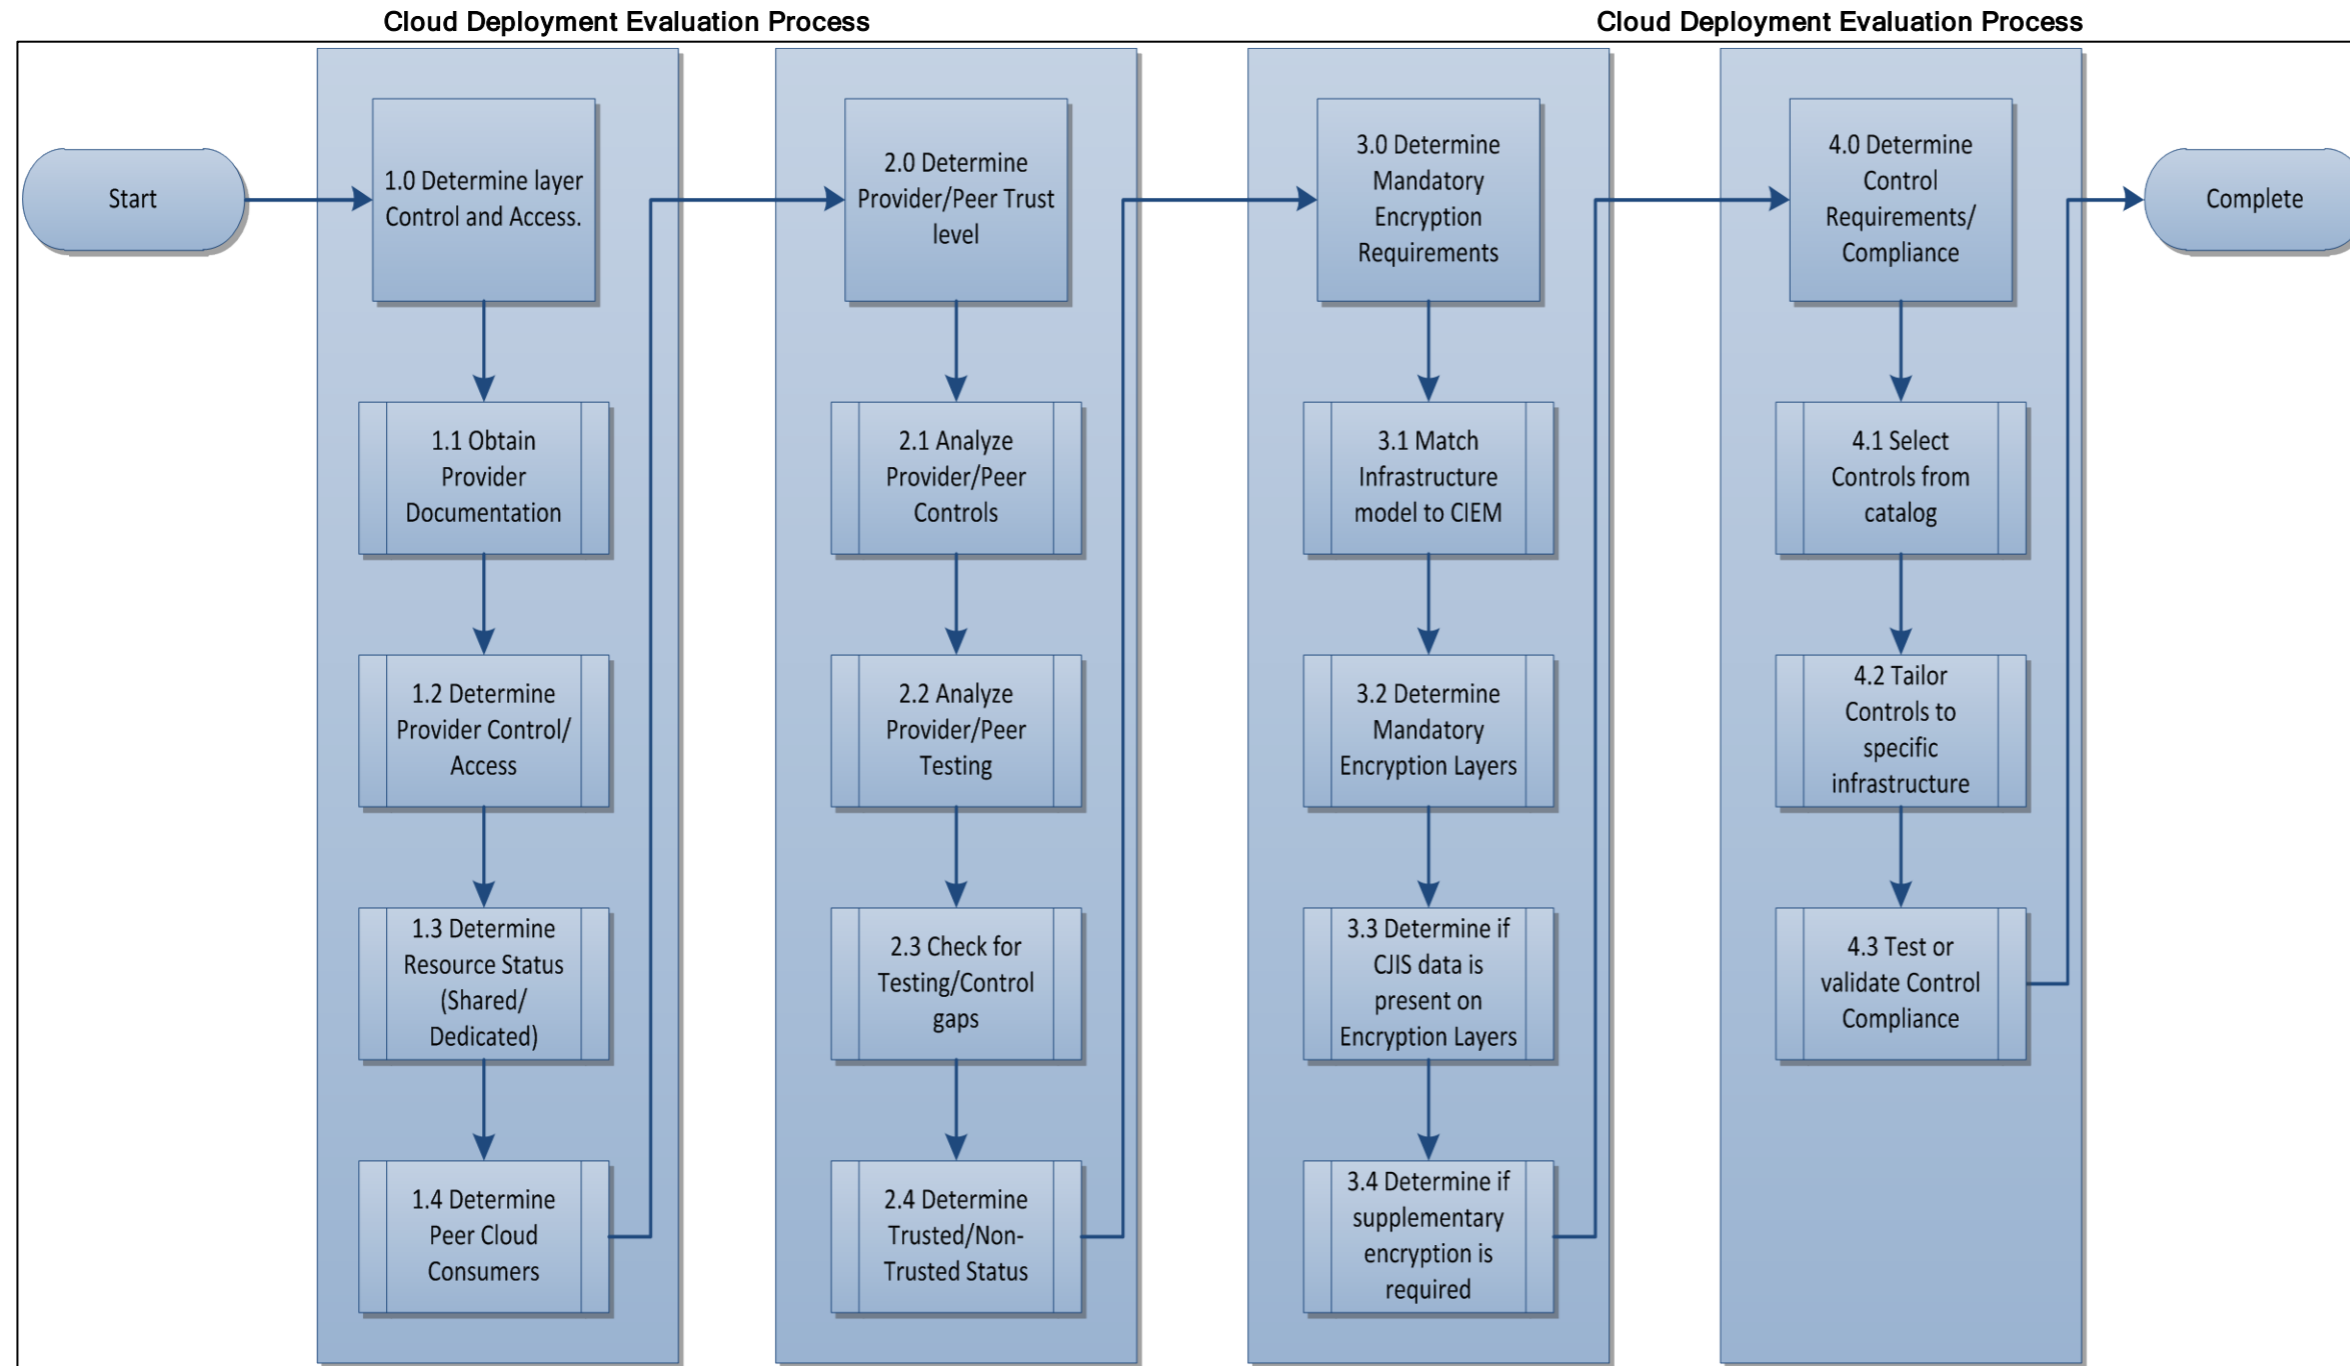 Cloud Deployment Evaluation Process
Cloud Deployment Evaluation Process
Start
1.0 Determine layer
Control and Access.
1.1 Obtain
Provider
Documentation
1.2 Determine
Provider Control/
Access
1.3 Determine
Resource Status
(Shared/
Dedicated)
1.4 Determine
Peer Cloud
Consumers
2.0 Determine
Provider/Peer Trust
level
2.1 Analyze
Provider/Peer
Controls
2.2 Analyze
Provider/Peer
Testing
2.3 Check for
Testing/Control
gaps
2.4 Determine
Trusted/Non-
Trusted Status
3.0 Determine
Mandatory
Encryption
Requirements
3.1 Match
Infrastructure
model to CIEM
3.2 Determine
Mandatory
Encryption Layers
3.3 Determine if
CJIS data is
present on
Encryption Layers
3.4 Determine if
supplementary
encryption is
required
4.0 Determine
Control
Requirements/
Compliance
4.1 Select
Controls from
catalog
4.2 Tailor
Controls to
specific
infrastructure
4.3 Test or
validate Control
Compliance
Complete